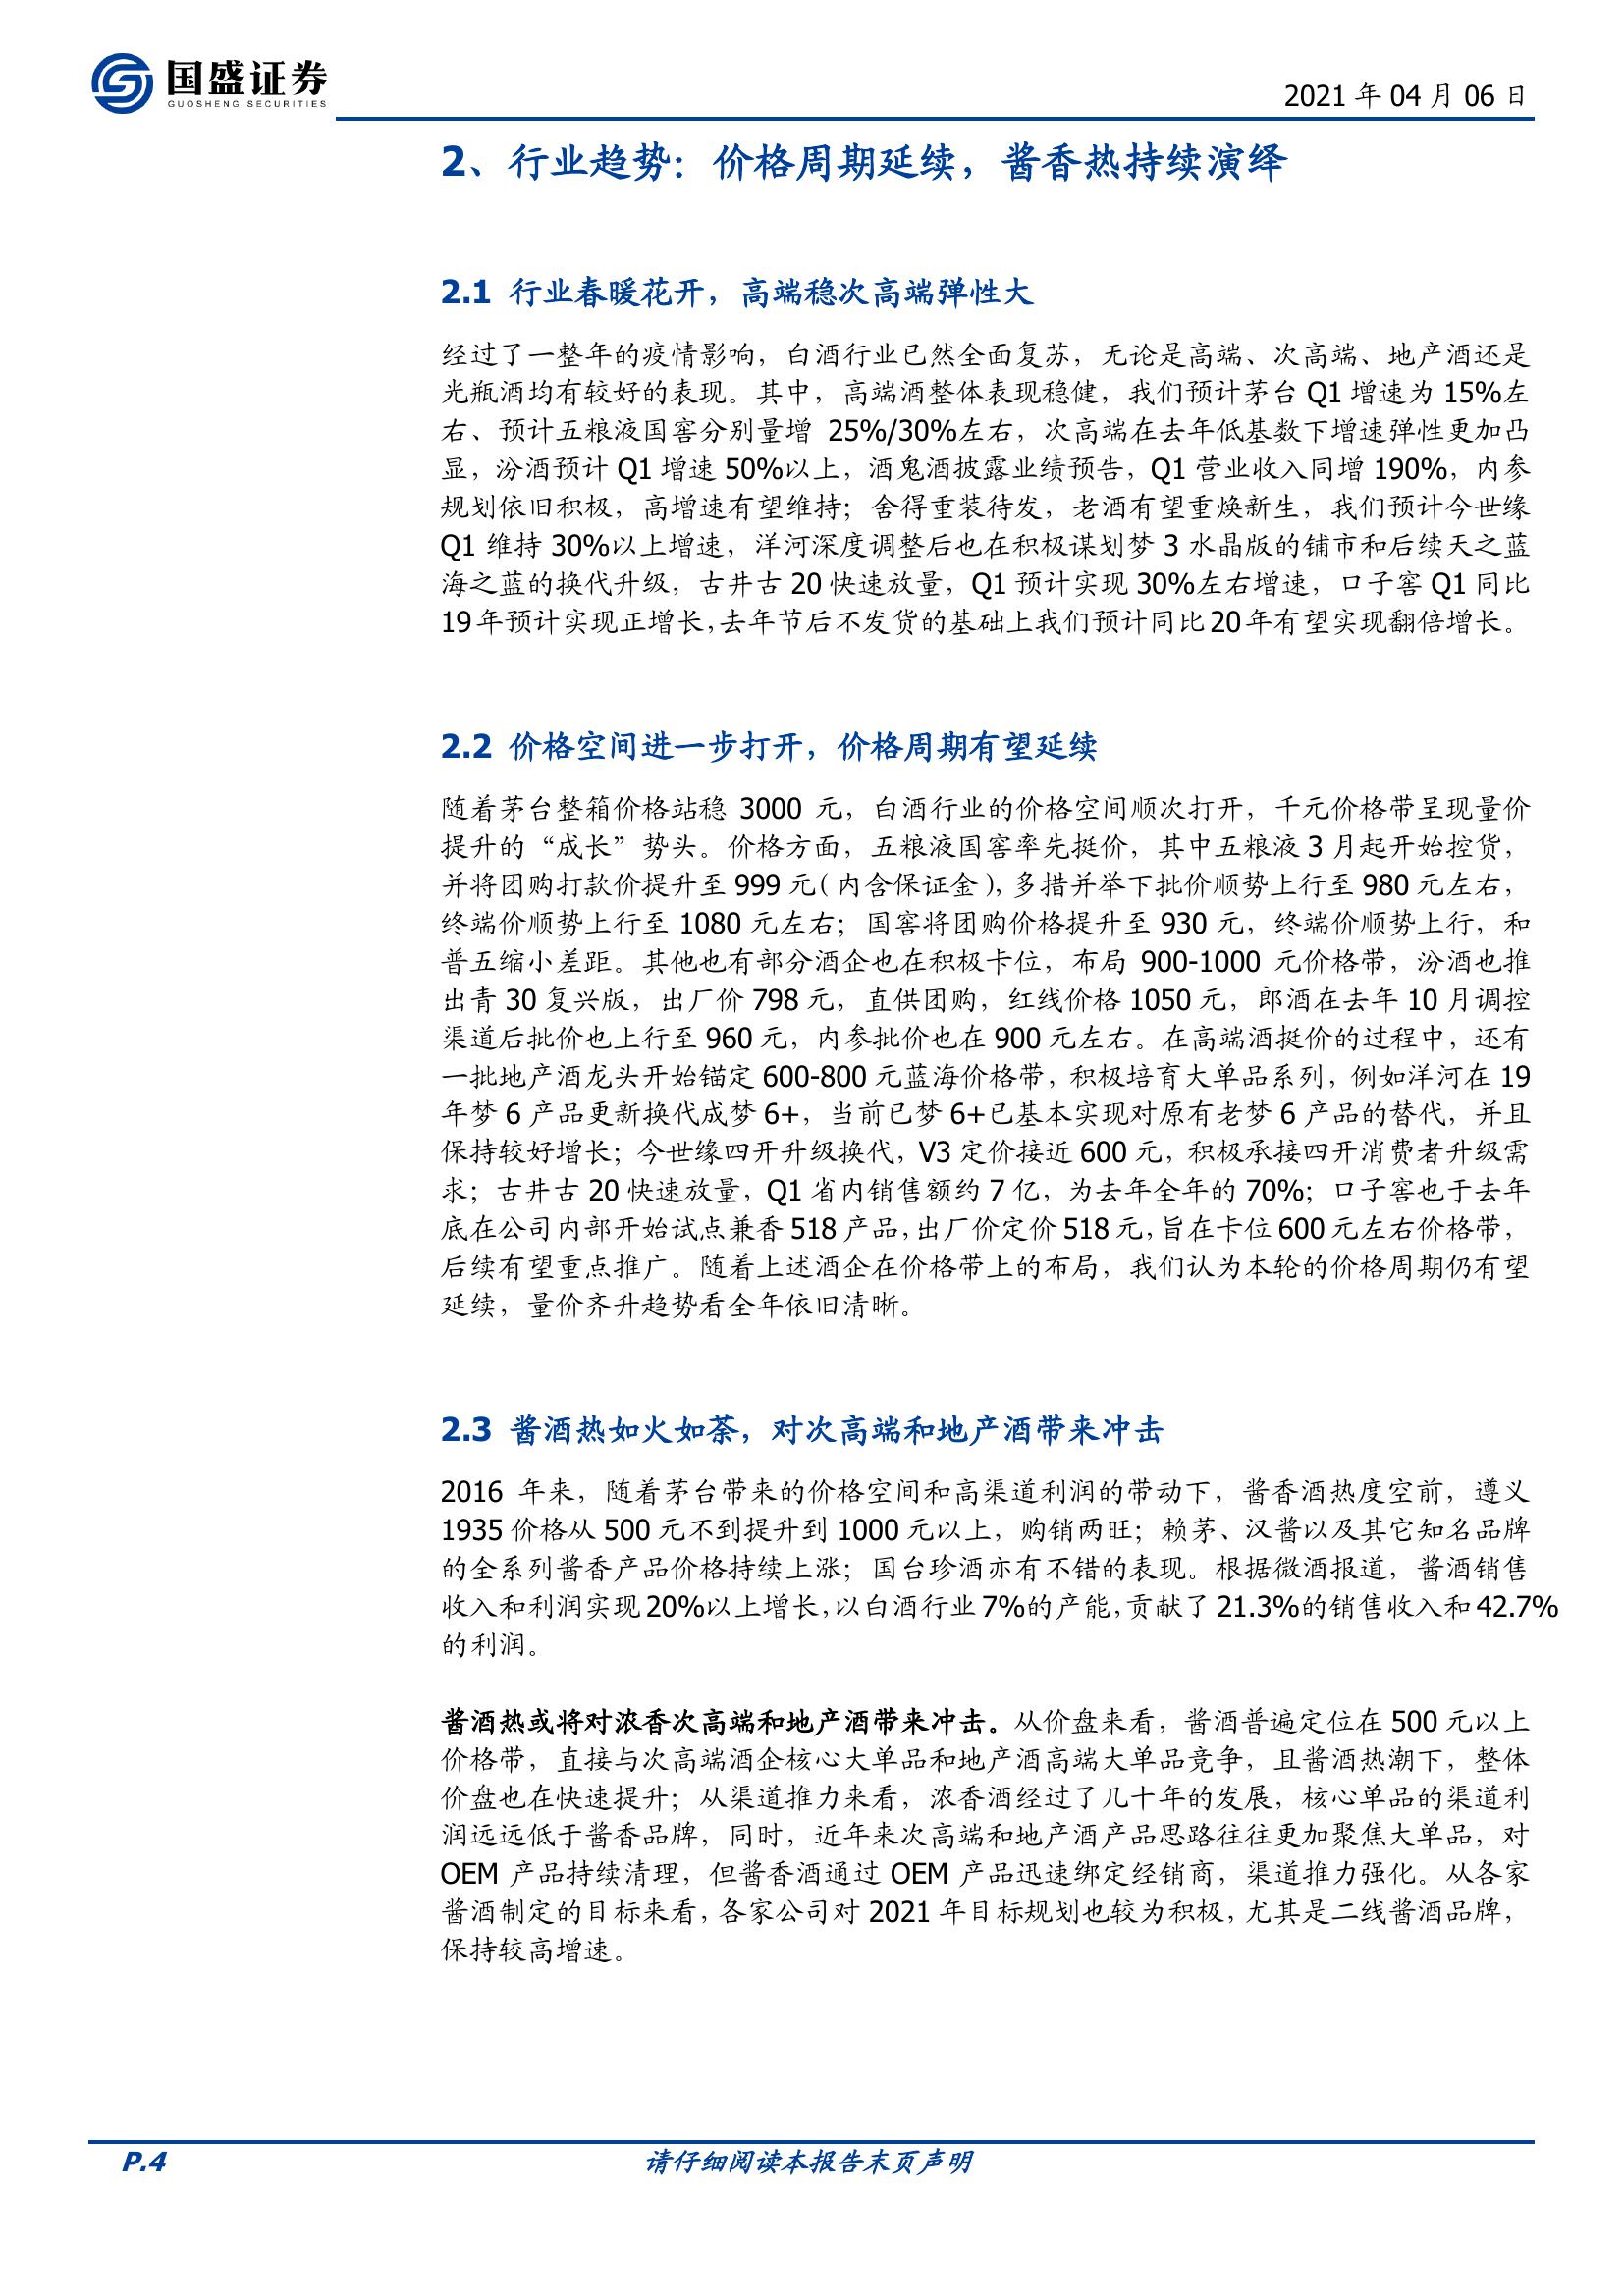 国盛证券
GUOSHENG SECURITIES
2021 年 04 月 06 日
2、行业趋势：价格周期延续，酱香热持续演绎
2.1 行业春暖花开，高端稳次高端弹性大
经过了一整年的疫情影响，白酒行业已然全面复苏，无论是高端、次高端、地产酒还是
光瓶酒均有较好的表现。其中，高端酒整体表现稳健，我们预计茅台 Q1 增速为 15%左
右、预计五粮液国窖分别量增 25%/30%左右，次高端在去年低基数下增速弹性更加凸
显，汾酒预计 Q1 增速 50%以上，酒鬼酒披露业绩预告，Q1 营业收入同增 190%，内参
规划依旧积极，高增速有望维持；舍得重装待发，老酒有望重焕新生，我们预计今世缘
Q1 维持 30%以上增速，洋河深度调整后也在积极谋划梦 3 水晶版的铺市和后续天之蓝
海之蓝的换代升级，古井古 20 快速放量，Q1 预计实现 30%左右增速，口子窖 Q1 同比
19 年预计实现正增长，去年节后不发货的基础上我们预计同比 20 年有望实现翻倍增长。
2.2 价格空间进一步打开，价格周期有望延续
随着茅台整箱价格站稳 3000 元，白酒行业的价格空间顺次打开，千元价格带呈现量价
提升的“成长”势头。价格方面，五粮液国窖率先挺价，其中五粮液 3 月起开始控货，
并将团购打款价提升至 999 元（内含保证金），多措并举下批价顺势上行至 980 元左右，
终端价顺势上行至 1080 元左右；国窖将团购价格提升至 930 元，终端价顺势上行，和
普五缩小差距。其他也有部分酒企也在积极卡位，布局 900-1000 元价格带，汾酒也推
出青 30 复兴版，出厂价 798 元，直供团购，红线价格 1050 元，郎酒在去年 10 月调控
渠道后批价也上行至 960 元，内参批价也在 900 元左右。在高端酒挺价的过程中，还有
一批地产酒龙头开始锚定 600-800 元蓝海价格带，积极培育大单品系列，例如洋河在 19
年梦 6 产品更新换代成梦 6+，当前已梦 6+已基本实现对原有老梦 6 产品的替代，并且
保持较好增长；今世缘四开升级换代，V3 定价接近 600 元，积极承接四开消费者升级需
求；古井古 20 快速放量，Q1 省内销售额约 7 亿，为去年全年的 70%；口子窖也于去年
底在公司内部开始试点兼香 518 产品，出厂价定价 518 元，旨在卡位 600 元左右价格带，
后续有望重点推广。随着上述酒企在价格带上的布局，我们认为本轮的价格周期仍有望
延续，量价齐升趋势看全年依旧清晰。
2.3 酱酒热如火如荼，对次高端和地产酒带来冲击
2016 年来，随着茅台带来的价格空间和高渠道利润的带动下，酱香酒热度空前，遵义
1935 价格从 500 元不到提升到 1000 元以上，购销两旺；赖茅、汉酱以及其它知名品牌
的全系列酱香产品价格持续上涨；国台珍酒亦有不错的表现。根据微酒报道，酱酒销售
收入和利润实现 20%以上增长，以白酒行业 7%的产能，贡献了 21.3%的销售收入和 42.7%
的利润。
酱酒热或将对浓香次高端和地产酒带来冲击。从价盘来看，酱酒普遍定位在 500 元以上
价格带，直接与次高端酒企核心大单品和地产酒高端大单品竞争，且酱酒热潮下，整体
价盘也在快速提升；从渠道推力来看，浓香酒经过了几十年的发展，核心单品的渠道利
润远远低于酱香品牌，同时，近年来次高端和地产酒产品思路往往更加聚焦大单品，对
OEM 产品持续清理，但酱香酒通过 OEM 产品迅速绑定经销商，渠道推力强化。从各家
酱酒制定的目标来看，各家公司对 2021 年目标规划也较为积极，尤其是二线酱酒品牌，
保持较高增速。
P.4
请仔细阅读本报告末页声明